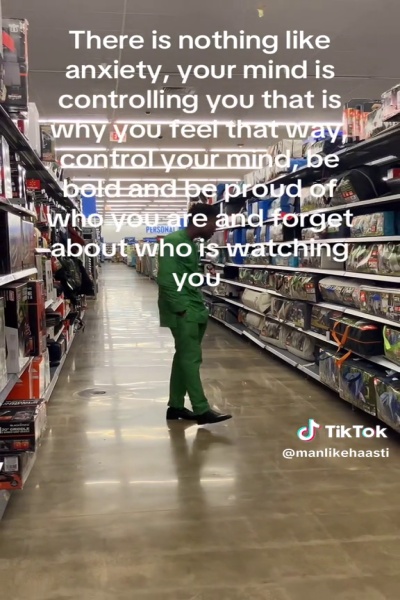 There is nothing like
anxiety, your mind is
controlling you that is
why you feel that way,
control your mind, be
bold and be proud of
who you are and forget
about who is watching
you
PERSONAL
TikTok
@manlikehaasti